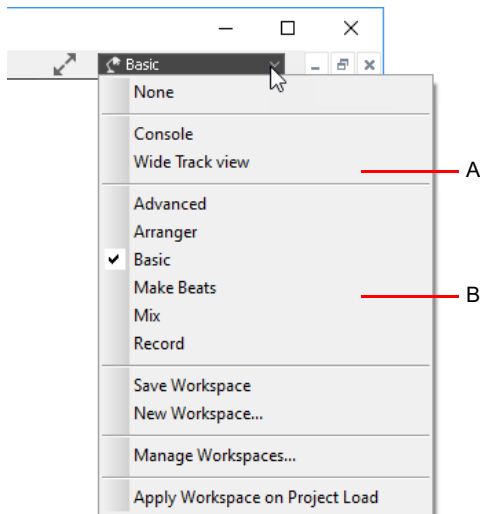 Basic
None
Console
Wide Track view
A
Advanced
Arranger
Basic
Make Beats
B
Mix
Record
Save Workspace
New Workspace...
Manage Workspaces...
Apply Workspace on Project Load